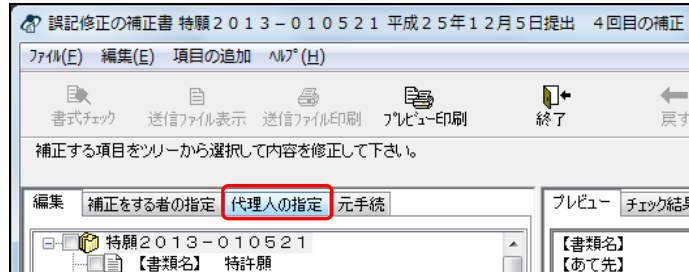 誤記修正の補正書 特願２０１３－０１０５２１ 平成２５年１２月５日提出　４回目の補正
ﾌｧｲﾙ(F)　編集(E)　項目の追加　ﾍﾙﾌﾟ(H)
書式ﾁｪｯｸ　送信ﾌｧｲﾙ表示　送信ﾌｧｲﾙ印刷　ﾌﾟﾚﾋﾞｭｰ印刷　終了　戻す
補正する項目をツリーから選択して内容を修正して下さい。
編集　補正をする者の指定　代理人の指定　元手続　プレビュー　チェック結果
特願２０１３－０１０５２１　【書類名】
【書類名】　特許願　【あて先】